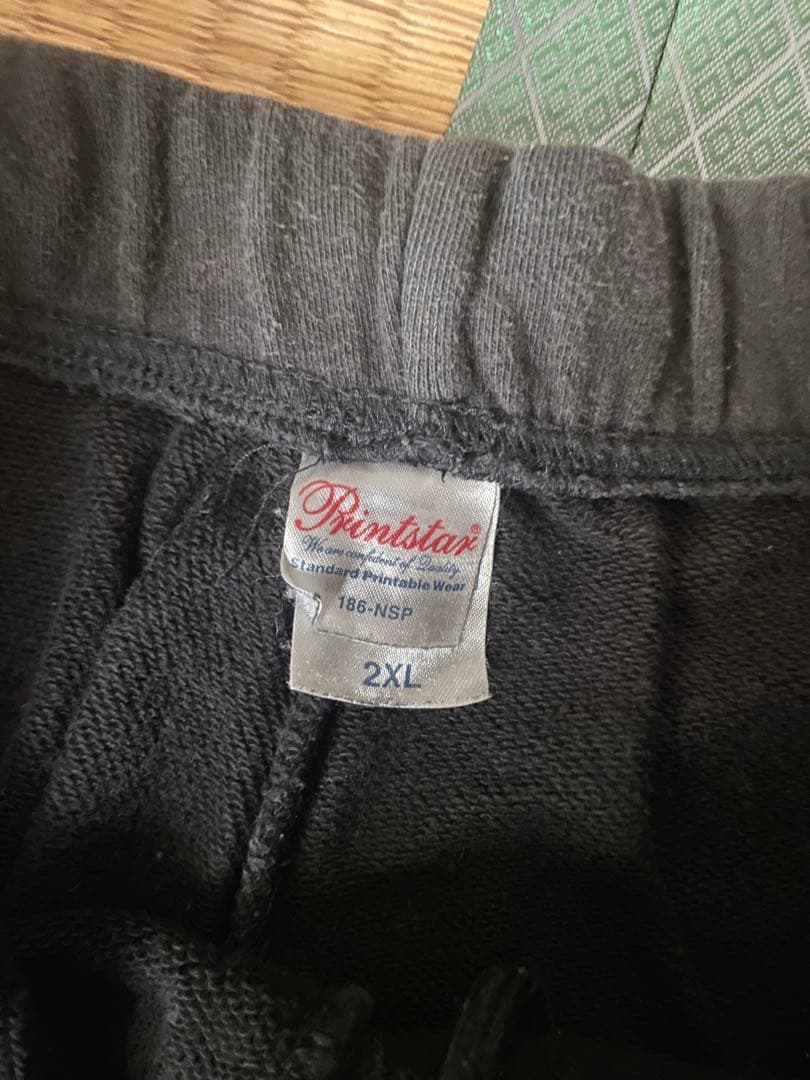 Printstar®
We are confident of Quality
Standard Printable Wear
186-NSP
2XL